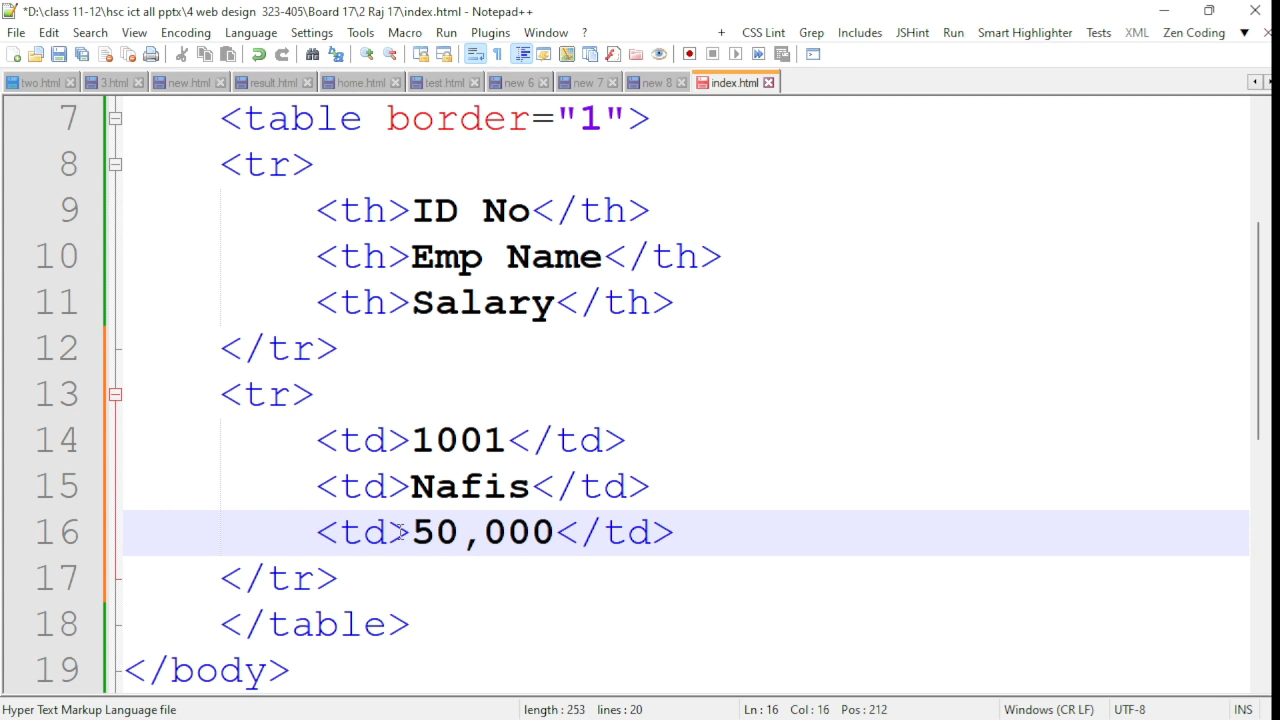 *D:\class 11-12\hsc ict all pptx\4 web design 323-405\Board 17\2 Raj 17\index.html - Notepad++
File Edit Search View Encoding Language Settings Tools Macro Run Plugins Window ? + CSS Lint Grep Includes JSHint Run Smart Highlighter Tests XML Zen Coding
two.html 3.html new.html result.html home.html test.html new 6 new 7 new 8 index.html
7 <table border="1">
8 <tr>
9 <th>ID No</th>
10 <th>Emp Name</th>
11 <th>Salary</th>
12 </tr>
13 <tr>
14 <td>1001</td>
15 <td>Nafis</td>
16 <td>50,000</td>
17 </tr>
18 </table>
19 </body>
Hyper Text Markup Language file length : 253 lines : 20 Ln : 16 Col : 16 Pos : 212 Windows (CR LF) UTF-8 INS